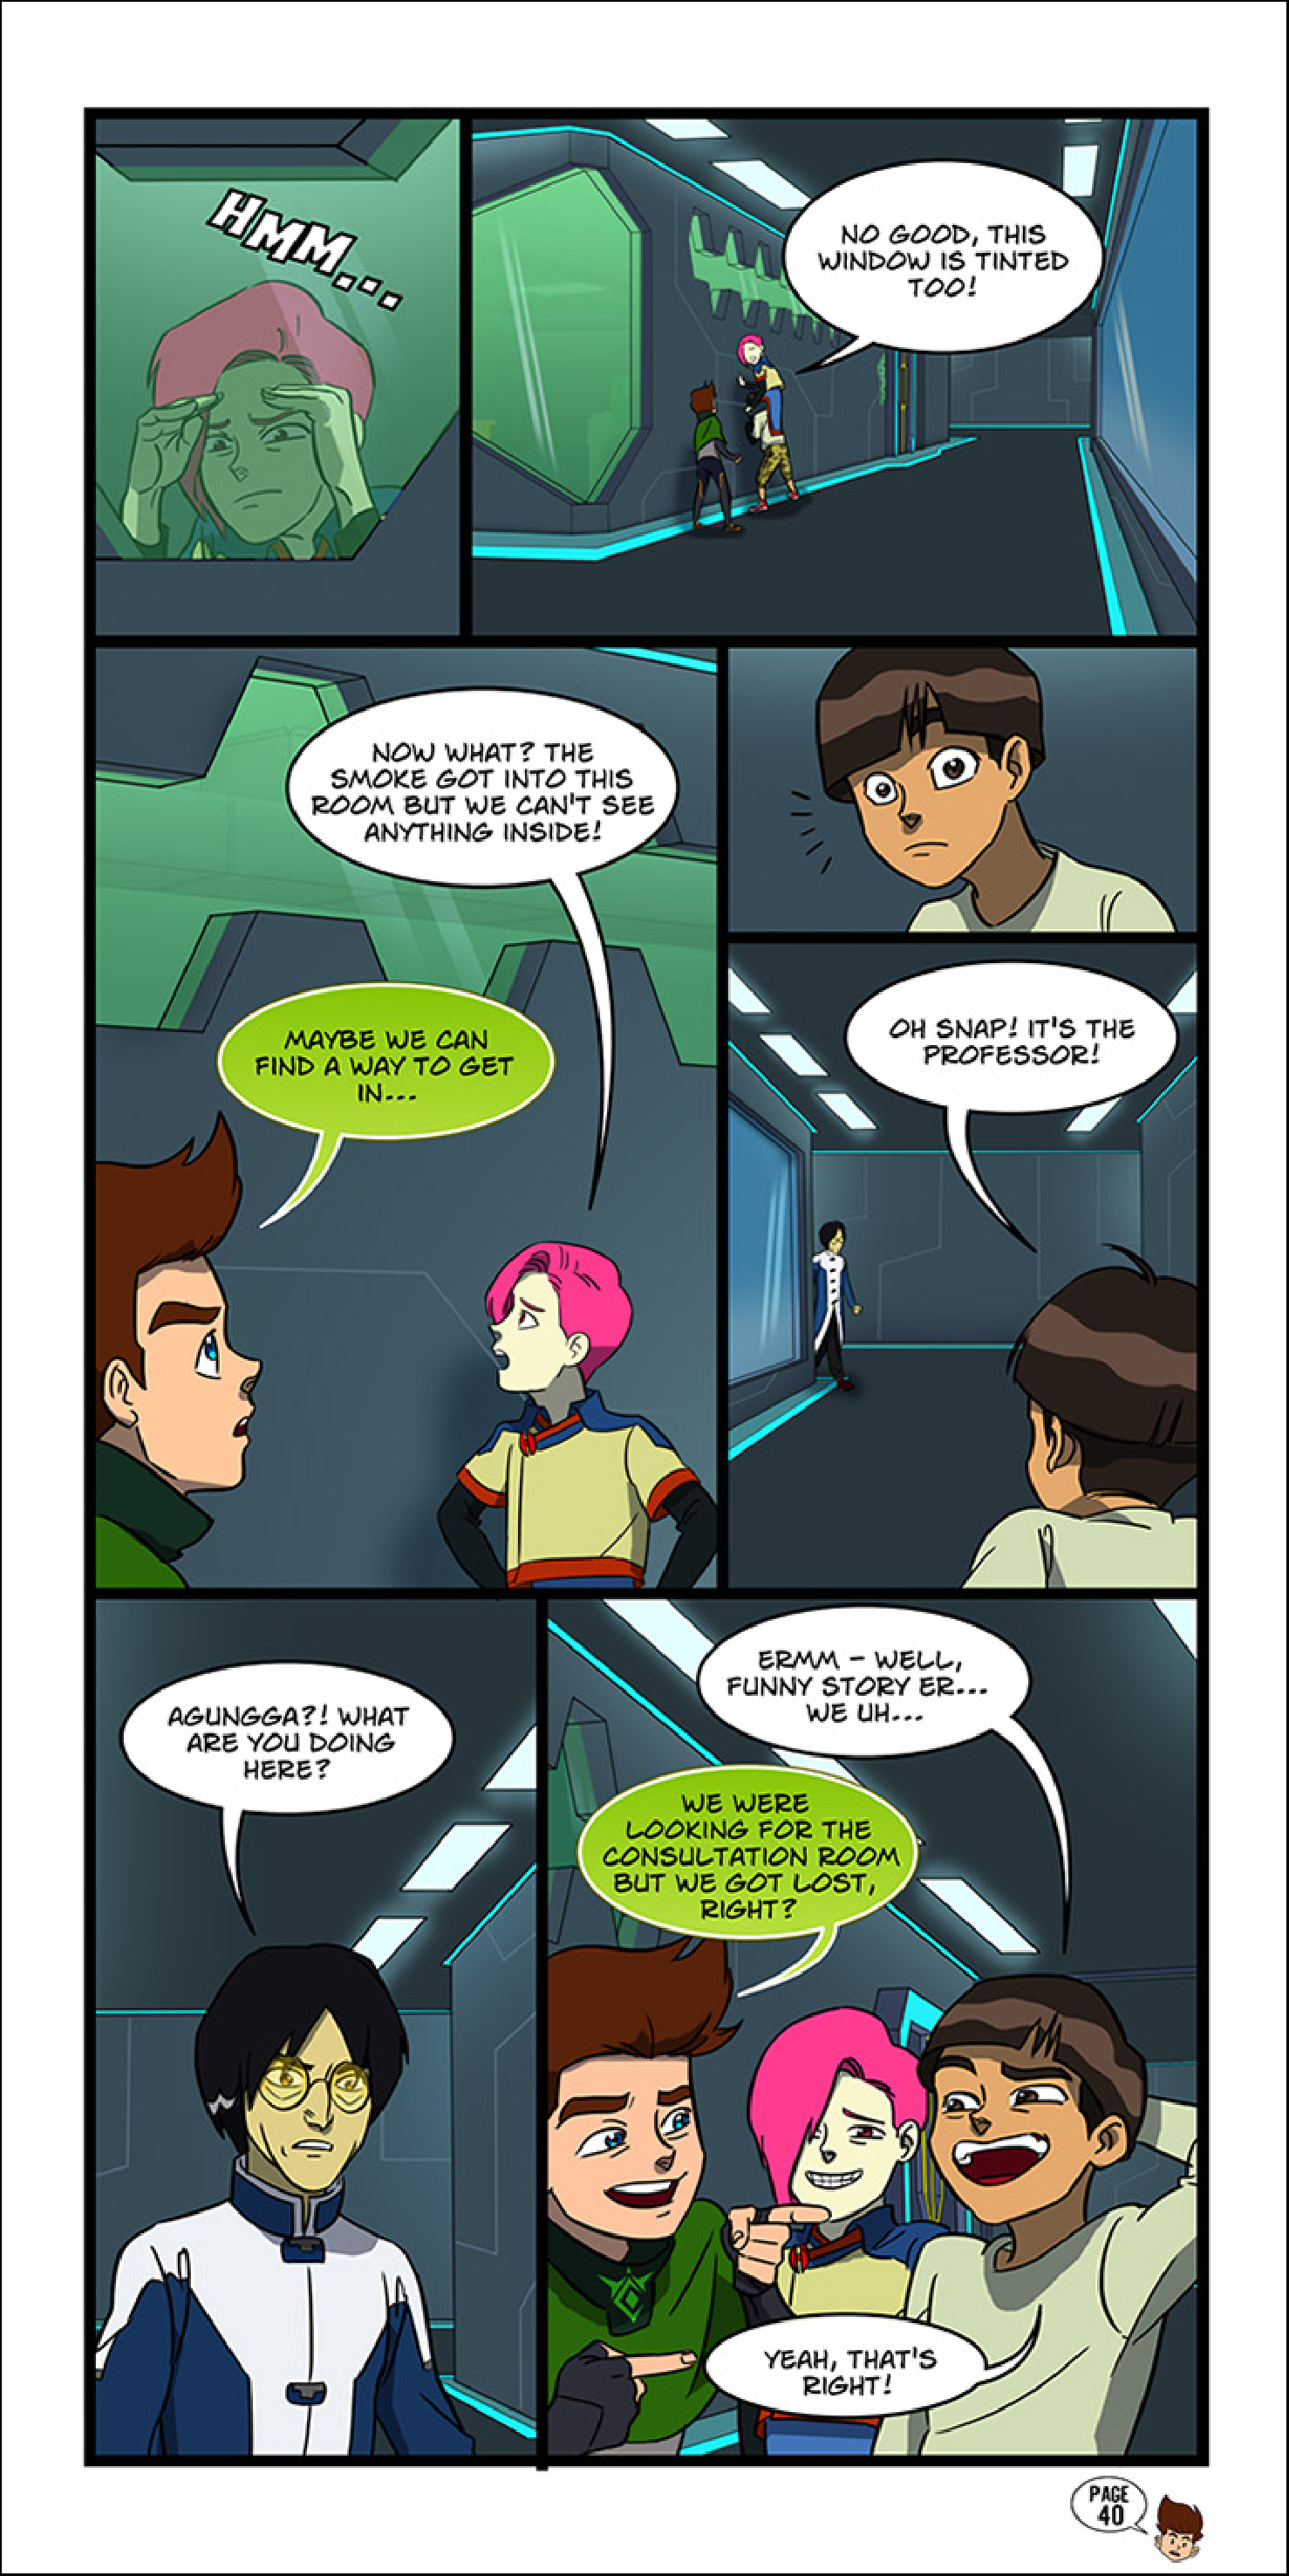 HMM...
NO GOOD, THIS
WINDOW IS TINTED
TOO!
NOW WHAT? THE
SMOKE GOT INTO THIS
ROOM BUT WE CAN'T SEE
ANYTHING INSIDE!
MAYBE WE CAN
FIND A WAY TO GET
IN...
OH SNAP! IT'S THE
PROFESSOR!
AGUNGGA?! WHAT
ARE YOU DOING
HERE?
ERMM - WELL,
FUNNY STORY ER...
WE UH...
WE WERE
LOOKING FOR THE
CONSULTATION ROOM
BUT WE GOT LOST,
RIGHT?
YEAH, THAT'S
RIGHT!
PAGE
40